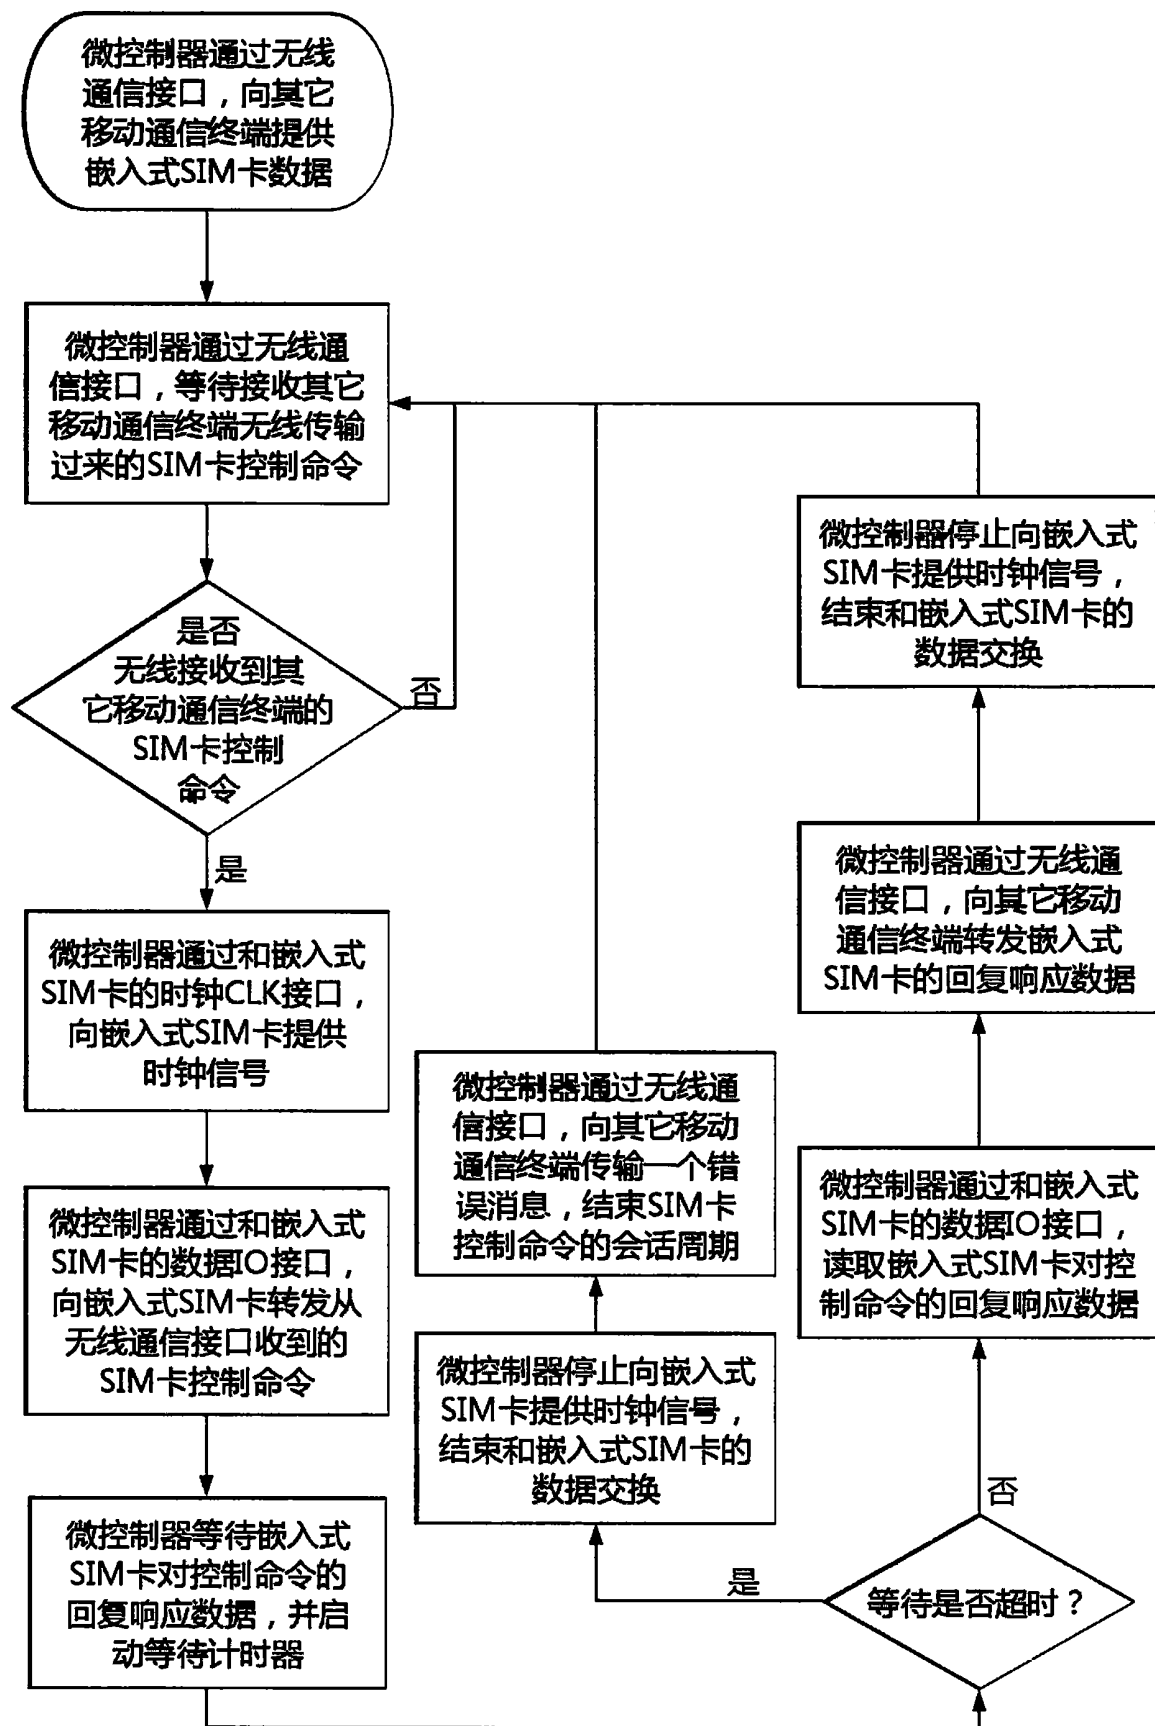 微控制器通过无线
通信接口，向其它
移动通信终端提供
嵌入式SIM卡数据
微控制器通过无线通
信接口，等待接收其它
移动通信终端无线传输
过来的SIM卡控制命令
是否
无线接收到其
它移动通信终端的
SIM卡控制
命令
否
是
微控制器通过和嵌入式
SIM卡的时钟CLK接口，
向嵌入式SIM卡提供
时钟信号
微控制器通过和嵌入式
SIM卡的数据IO接口，
向嵌入式SIM卡转发从
无线通信接口收到的
SIM卡控制命令
微控制器等待嵌入式
SIM卡对控制命令的
回复响应数据，并启
动等待计时器
等待是否超时？
是
否
微控制器停止向嵌入式
SIM卡提供时钟信号，
结束和嵌入式SIM卡的
数据交换
微控制器通过无线通
信接口，向其它移动
通信终端传输一个错
误消息，结束SIM卡
控制命令的会话周期
微控制器通过和嵌入式
SIM卡的数据IO接口，
读取嵌入式SIM卡对控
制命令的回复响应数据
微控制器通过无线通
信接口，向其它移动
通信终端转发嵌入式
SIM卡的回复响应数据
微控制器停止向嵌入式
SIM卡提供时钟信号，
结束和嵌入式SIM卡的
数据交换